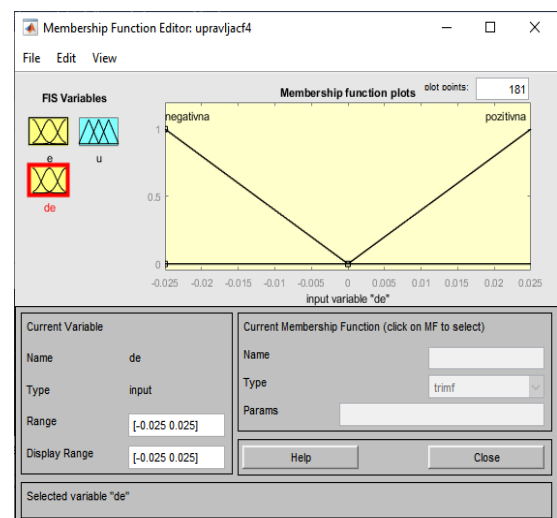 Membership Function Editor: upravljacf4
File Edit View
FIS Variables
e u
de
Membership function plots
plot points: 181
negativna pozitivna
1
0.5
0
-0.025 -0.02 -0.015 -0.01 -0.005 0 0.005 0.01 0.015 0.02 0.025
input variable "de"
Current Variable
Name de
Type input
Range [-0.025 0.025]
Display Range [-0.025 0.025]
Current Membership Function (click on MF to select)
Name
Type trimf
Params
Help Close
Selected variable "de"